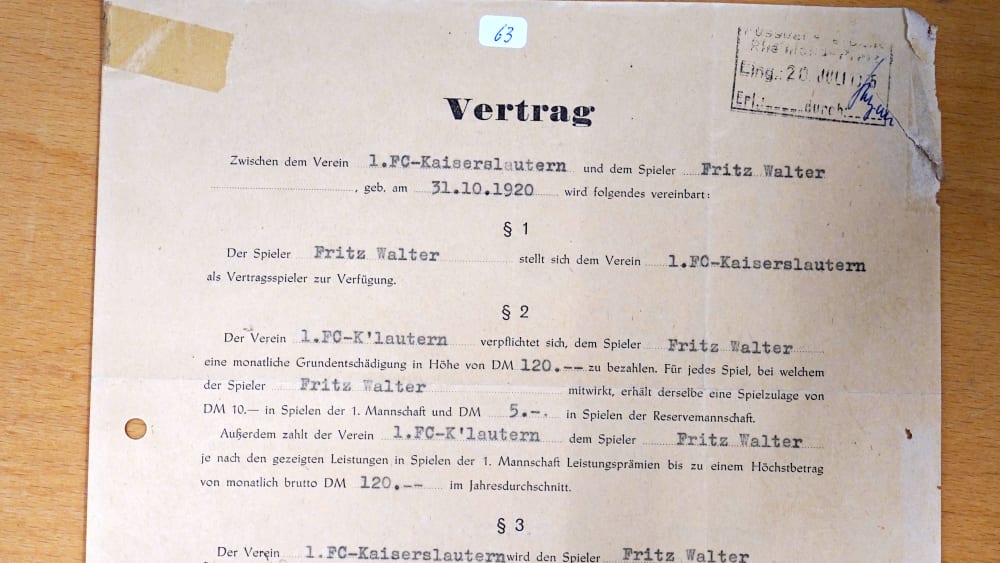 63
Eing.: 20. JULI
Erl.: durch:
Vertrag
Zwischen dem Verein 1.FC-Kaiserslautern und dem Spieler Fritz Walter
, geb. am 31.10.1920 wird folgendes vereinbart:
§ 1
Der Spieler Fritz Walter stellt sich dem Verein 1.FC-Kaiserslautern
als Vertragsspieler zur Verfügung.
§ 2
Der Verein 1.FC-K'lautern verpflichtet sich, dem Spieler Fritz Walter
eine monatliche Grundentschädigung in Höhe von DM 120.-- zu bezahlen. Für jedes Spiel, bei welchem
der Spieler Fritz Walter mitwirkt, erhält derselbe eine Spielzulage von
DM 10.— in Spielen der 1. Mannschaft und DM 5.-. in Spielen der Reservemannschaft.
Außerdem zahlt der Verein 1.FC-K'lautern dem Spieler Fritz Walter
je nach den gezeigten Leistungen in Spielen der 1. Mannschaft Leistungsprämien bis zu einem Höchstbetrag
von monatlich brutto DM 120.-- im Jahresdurchschnitt.
§ 3
Der Verein 1.FC-Kaiserslautern wird den Spieler Fritz Walter